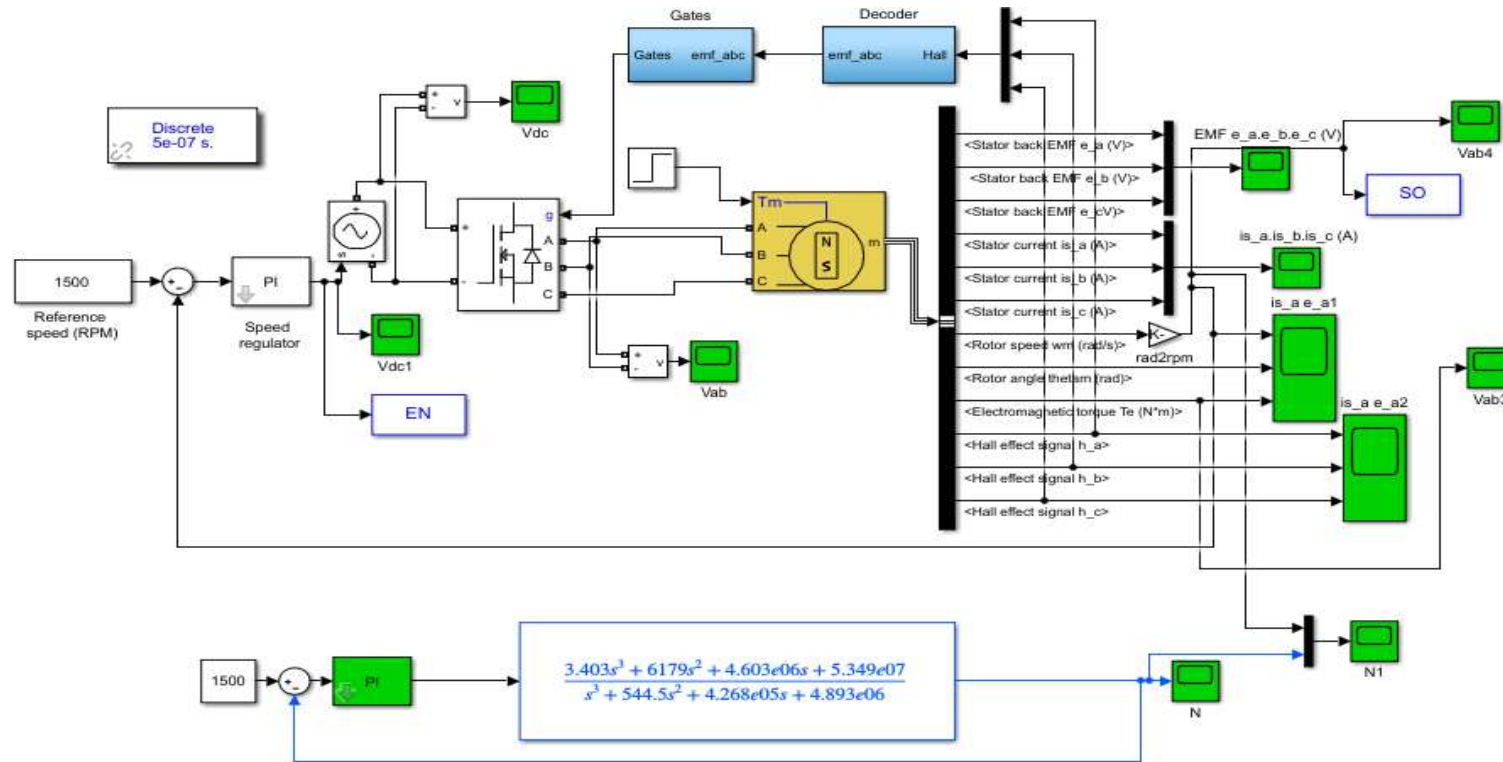 Gates
Decoder
Gates emf_abc
emf_abc Hall
Discrete
5e-07 s.
+
-
v
Vdc
EMF e_a.e_b.e_c (V)
Vab4
SO
<Stator back EMF e_a (V)>
<Stator back EMF e_b (V)>
<Stator back EMF e_cV)>
<Stator current is_a (A)>
<Stator current is_b (A)>
<Stator current is_c (A)>
<Rotor speed wm (rad/s)>
<Rotor angle thetam (rad)>
<Electromagnetic torque Te (N*m)>
<Hall effect signal h_a>
<Hall effect signal h_b>
<Hall effect signal h_c>
is_a.is_b.is_c (A)
is_a e_a1
is_a e_a2
Vab3
K-
rad2rpm
+
s
-
g
+
-
A
B
C
Tm
A
B
C
N
S
m
1500
Reference
speed (RPM)
+
-
PI
Speed
regulator
Vdc1
EN
+
-
v
Vab
1500
+
-
PI
3.403s³ + 6179s² + 4.603e06s + 5.349e07
s³ + 544.5s² + 4.268e05s + 4.893e06
N
N1